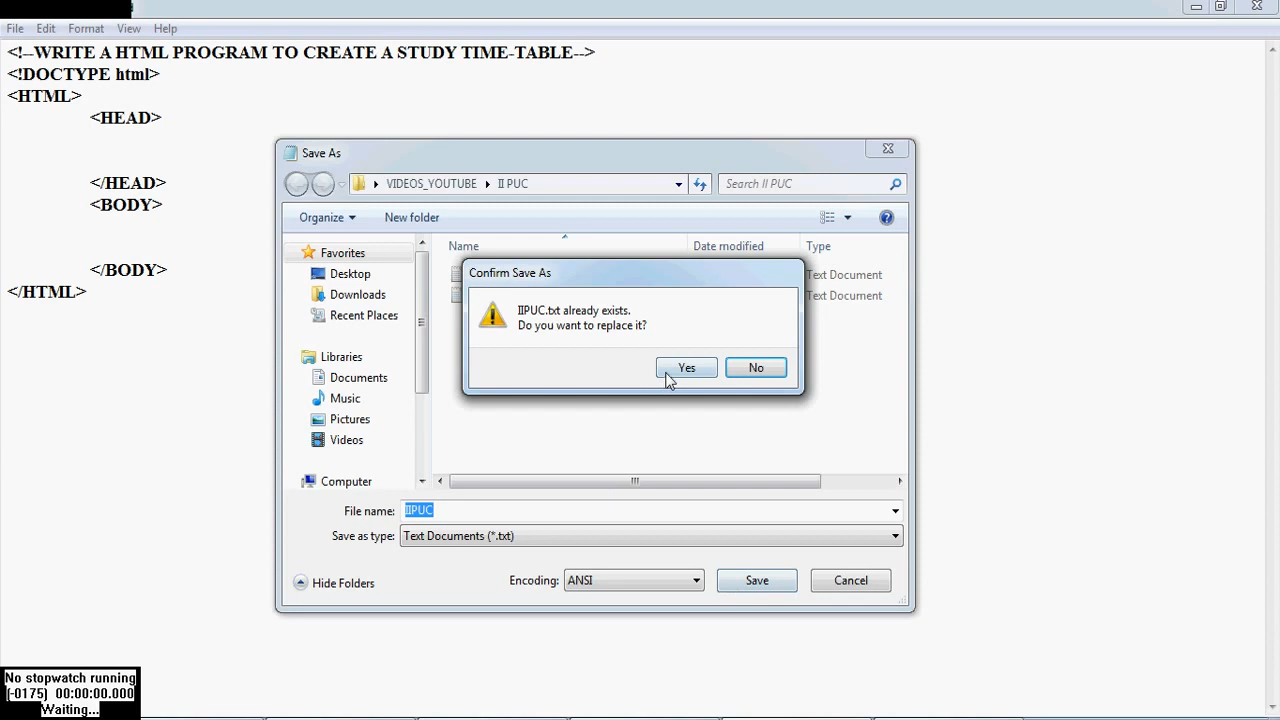 File Edit Format View Help
<!--WRITE A HTML PROGRAM TO CREATE A STUDY TIME-TABLE-->
<!DOCTYPE html>
<HTML>
<HEAD>
</HEAD>
<BODY>
</BODY>
</HTML>
Save As
VIDEOS_YOUTUBE II PUC
Search II PUC
Organize New folder
Name Date modified Type
Favorites
Desktop
Downloads
Recent Places
Libraries
Documents
Music
Pictures
Videos
Computer
Text Document
Text Document
Confirm Save As
IIPUC.txt already exists.
Do you want to replace it?
Yes No
File name: IIPUC
Save as type: Text Documents (*.txt)
Hide Folders Encoding: ANSI Save Cancel
No stopwatch running
(-0175) 00:00:00.000
Waiting...